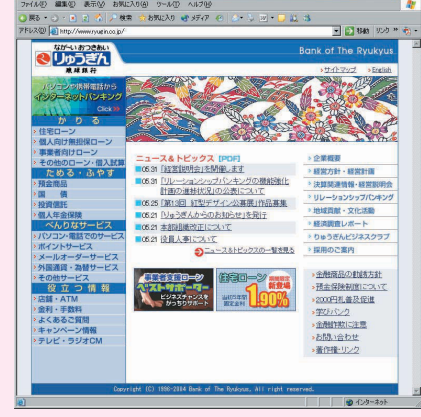 ファイル(F) 編集(E) 表示(V) お気に入り(A) ツール(T) ヘルプ(H)
戻る 検索 お気に入り メディア
アドレス(D) http://www.ryugin.co.jp/ 移動 リンク
なが〜いおつきあい
りゅうぎん
琉球銀行
Bank of The Ryukyus
サイトマップ English
パソコンや携帯電話から
インターネットバンキング
Click
かりる
住宅ローン
個人向け無担保ローン
事業者向けローン
その他のローン・借入試算
ためる・ふやす
預金商品
国債
投資信託
個人年金保険
べんりなサービス
パソコン・電話でのサービス
ポイントサービス
メールオーダーサービス
外国送金・為替サービス
その他サービス
役立つ情報
店舗・ATM
金利・手数料
よくあるご質問
キャンペーン情報
テレビ・ラジオCM
ニュース&トピックス [PDF]
05.31 「経営説明会」を開催します
05.31 「リレーションシップバンキングの機能強化
計画の進捗状況」の公表について
05.27 「第13回 紅型デザイン公募展」作品募集
05.21 「りゅうぎんからのお知らせ」を発行
05.21 本部組織改正について
05.21 役員人事について
ニュース&トピックスの一覧を見る
事業者支援ローン
ベストサポーター
ビジネスチャンスを
がっちりサポート
住宅ローン
新登場
当初5年間
固定金利
1.90%
企業概要
経営方針・経営計画
決算関連情報・経営説明会
リレーションシップバンキング
地域貢献・文化活動
経済調査レポート
りゅうぎんビジネスクラブ
採用のご案内
金融商品の勧誘方針
預金保険制度について
2000円札普及促進
学びバンク
金融詐欺に注意
お問い合わせ
著作権・リンク
Copyright (C) 1996-2004 Bank of The Ryukyus, All right reserved.
インターネット